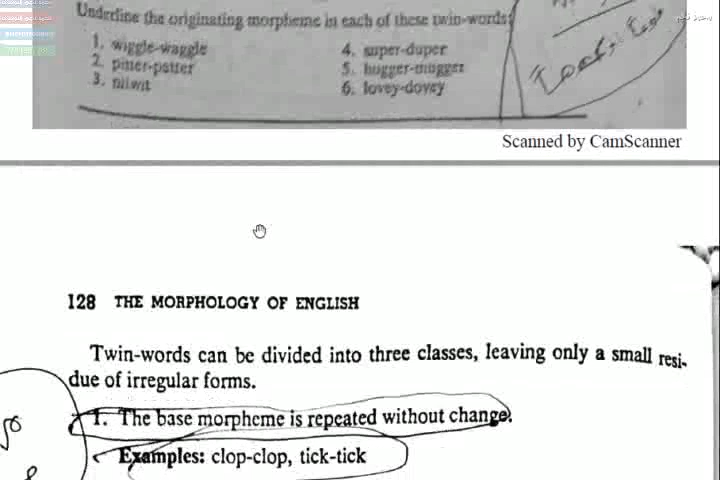 Underline the originating morpheme in each of these twin-words:
1. wiggle-waggle
2. pitter-patter
3. nitwit
4. super-duper
5. hugger-mugger
6. lovey-dovey
Scanned by CamScanner
128 THE MORPHOLOGY OF ENGLISH
Twin-words can be divided into three classes, leaving only a small resi-
due of irregular forms.
1. The base morpheme is repeated without change.
Examples: clop-clop, tick-tick